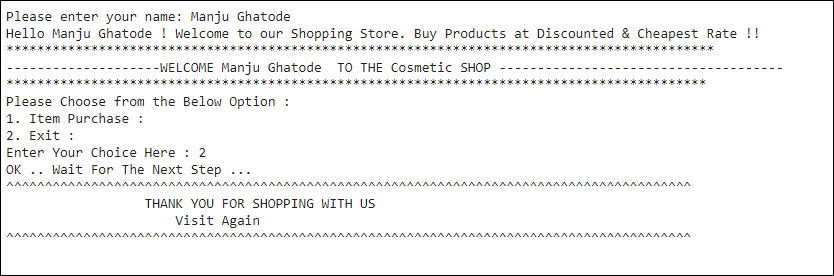 Please enter your name: Manju Ghatode
Hello Manju Ghatode ! Welcome to our Shopping Store. Buy Products at Discounted & Cheapest Rate !!
********************************************************************************************
--------------------WELCOME Manju Ghatode  TO THE Cosmetic SHOP -------------------------------------
*******************************************************************************************
Please Choose from the Below Option :
1. Item Purchase :
2. Exit :
Enter Your Choice Here : 2
OK .. Wait For The Next Step ...
^^^^^^^^^^^^^^^^^^^^^^^^^^^^^^^^^^^^^^^^^^^^^^^^^^^^^^^^^^^^^^^^^^^^^^^^^^^^^^^^^^^^^^^^^
                  THANK YOU FOR SHOPPING WITH US
                      Visit Again
^^^^^^^^^^^^^^^^^^^^^^^^^^^^^^^^^^^^^^^^^^^^^^^^^^^^^^^^^^^^^^^^^^^^^^^^^^^^^^^^^^^^^^^^^